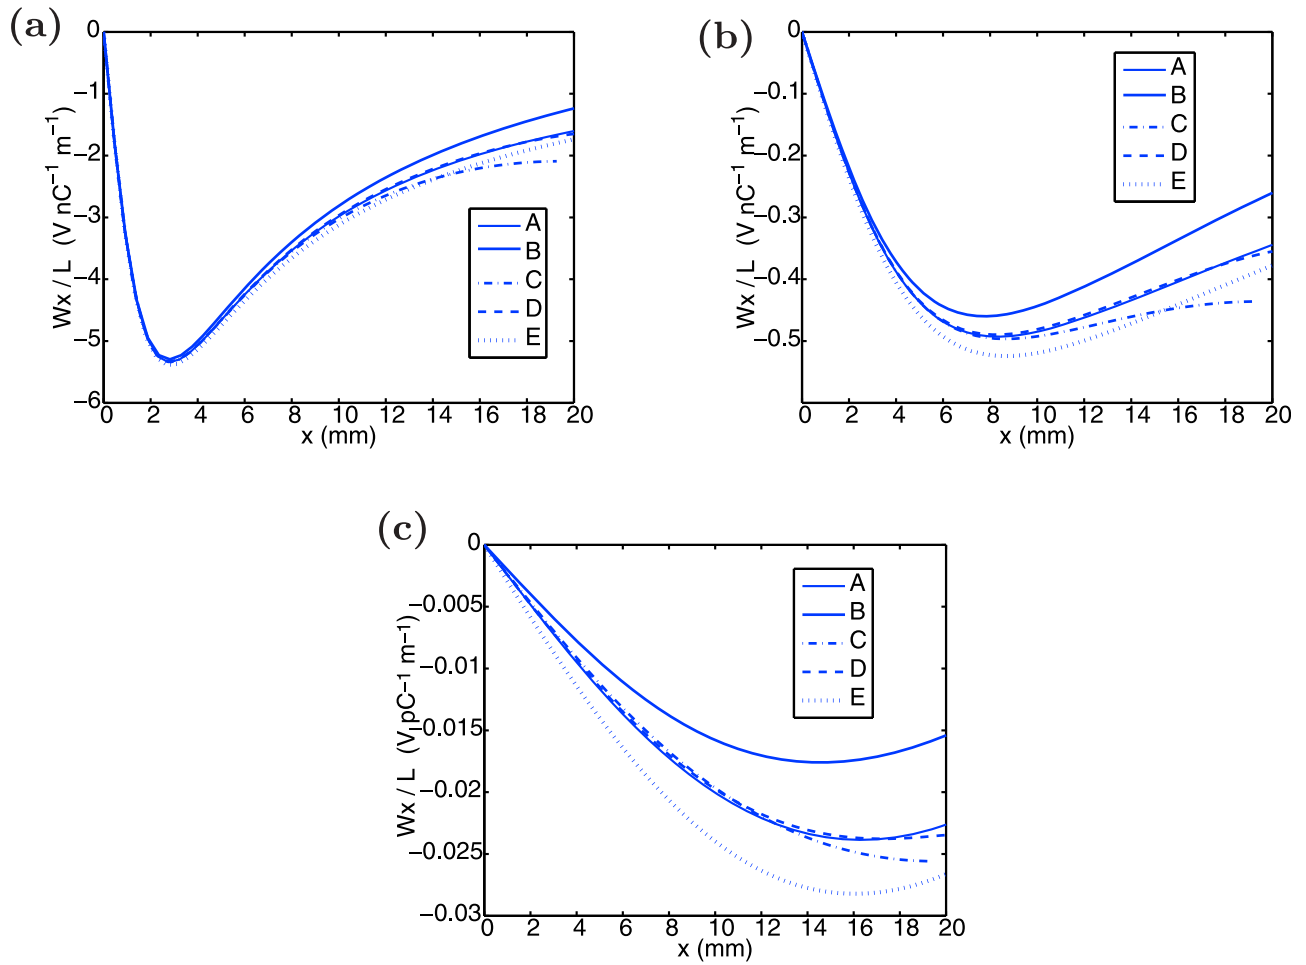 (a)
0
−1
−2
−3
−4
−5
−6
Wx / L (V nC⁻¹ m⁻¹)
A
B
C
D
E
0 2 4 6 8 10 12 14 16 18 20
x (mm)
(b)
0
−0.1
−0.2
−0.3
−0.4
−0.5
Wx / L (V nC⁻¹ m⁻¹)
A
B
C
D
E
0 2 4 6 8 10 12 14 16 18 20
x (mm)
(c)
0
−0.005
−0.01
−0.015
−0.02
−0.025
−0.03
Wx / L (V pC⁻¹ m⁻¹)
A
B
C
D
E
0 2 4 6 8 10 12 14 16 18 20
x (mm)